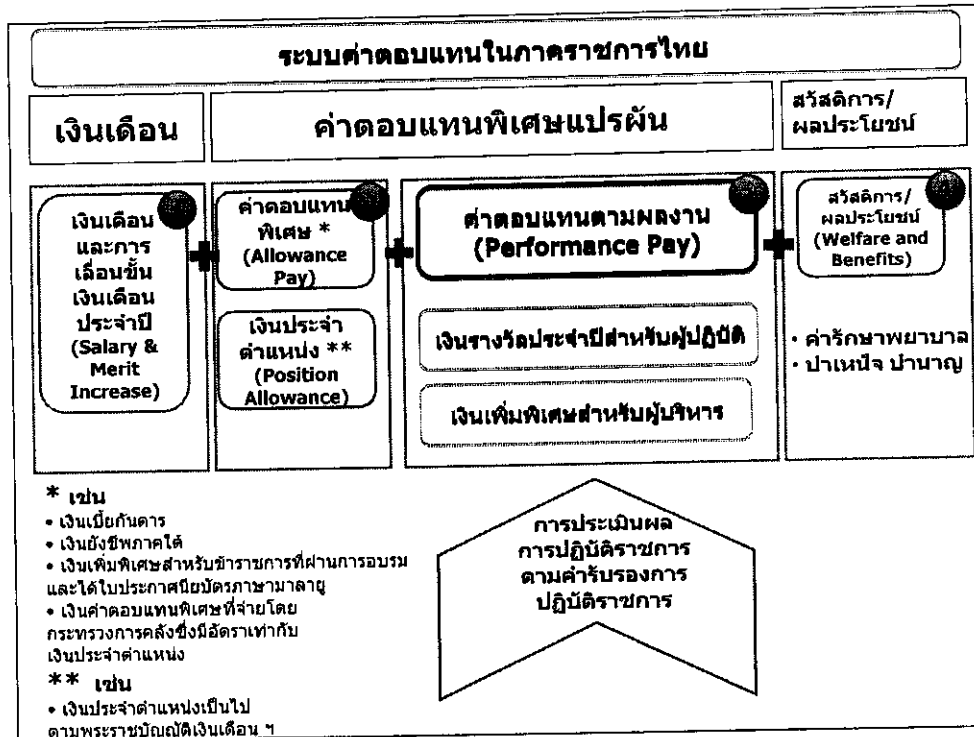 ระบบค่าตอบแทนในภาคราชการไทย
เงินเดือน
ค่าตอบแทนพิเศษแปรผัน
สวัสดิการ/
ผลประโยชน์
เงินเดือน
และการ
เลื่อนขั้น
เงินเดือน
ประจำปี
(Salary &
Merit
Increase)
ค่าตอบแทน
พิเศษ *
(Allowance
Pay)
เงินประจำ
ตำแหน่ง **
(Position
Allowance)
ค่าตอบแทนตามผลงาน
(Performance Pay)
เงินรางวัลประจำปีสำหรับผู้ปฏิบัติ
เงินเพิ่มพิเศษสำหรับผู้บริหาร
สวัสดิการ/
ผลประโยชน์
(Welfare and
Benefits)
• ค่ารักษาพยาบาล
• บำเหน็จ บำนาญ
* เช่น
• เงินเบี้ยกันดาร
• เงินยังชีพภาคใต้
• เงินเพิ่มพิเศษสำหรับข้าราชการที่ผ่านการอบรม
และได้ใบประกาศนียบัตรภาษามาลายู
• เงินค่าตอบแทนพิเศษที่จ่ายโดย
กระทรวงการคลังซึ่งมีอัตราเท่ากับ
เงินประจำตำแหน่ง
** เช่น
• เงินประจำตำแหน่งเป็นไป
ตามพระราชบัญญัติเงินเดือน ฯ
การประเมินผล
การปฏิบัติราชการ
ตามคำรับรองการ
ปฏิบัติราชการ